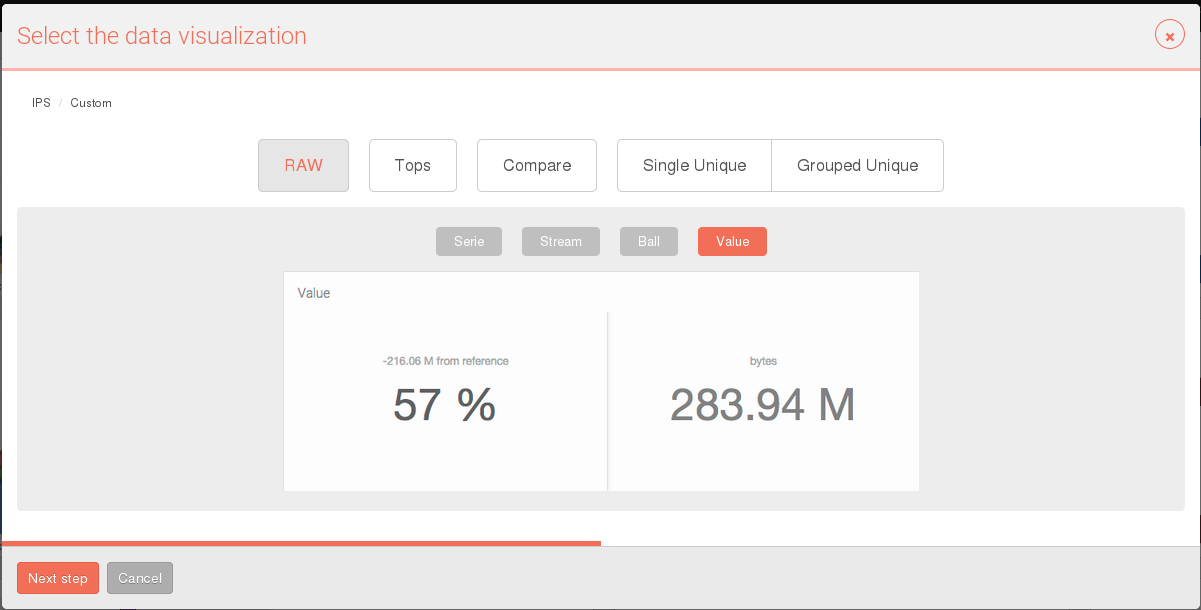 Select the data visualization
IPS / Custom
RAW Tops Compare Single Unique Grouped Unique
Serie Stream Ball Value
Value
-216.06 M from reference bytes
57 % 283.94 M
Next step Cancel